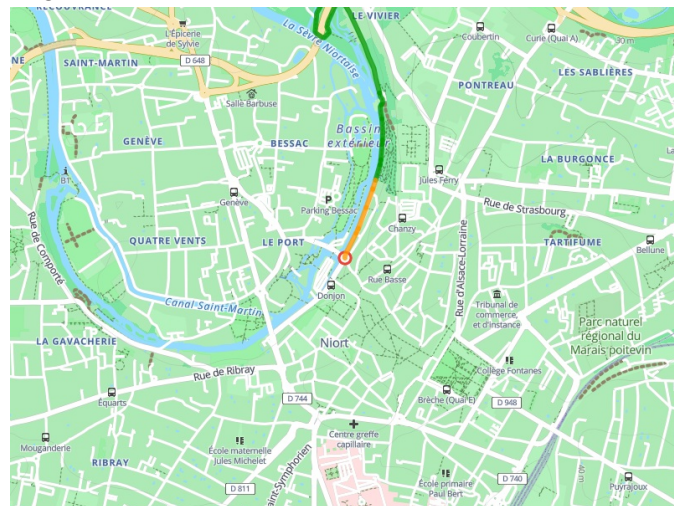 RECOUVRANCE
L'Épicerie
de Sylvie
SAINT-MARTIN
D 648
Salle Barbuse
La Sèvre Niortaise
LE VIVIER
Coubertin
Curie (Quai A)
30 m
PONTREAU
LES SABLIÈRES
GENÈVE
BESSAC
Bassin
extérieur
LA BURGONCE
Jules Ferry
B1
Genève
Parking Bessac
Chanzy
Rue de Strasbourg
Rue de Comporté
QUATRE VENTS
LE PORT
TARTIFUME
Bellune
Rue d'Alsace-Lorraine
Rue Basse
Canal Saint-Martin
Donjon
Tribunal de
commerce
et d'instance
Parc naturel
régional du
Marais poitevin
LA GAVACHERIE
Niort
Rue de Ribray
Collège Fontanes
Équarts
D 744
Brèche (Quai E)
D 948
Mouganderie
École maternelle
Jules Michelet
Centre greffe
capillaire
RIBRAY
D 811
École primaire
Paul Bert
D 740
40 m
Puyrajoux